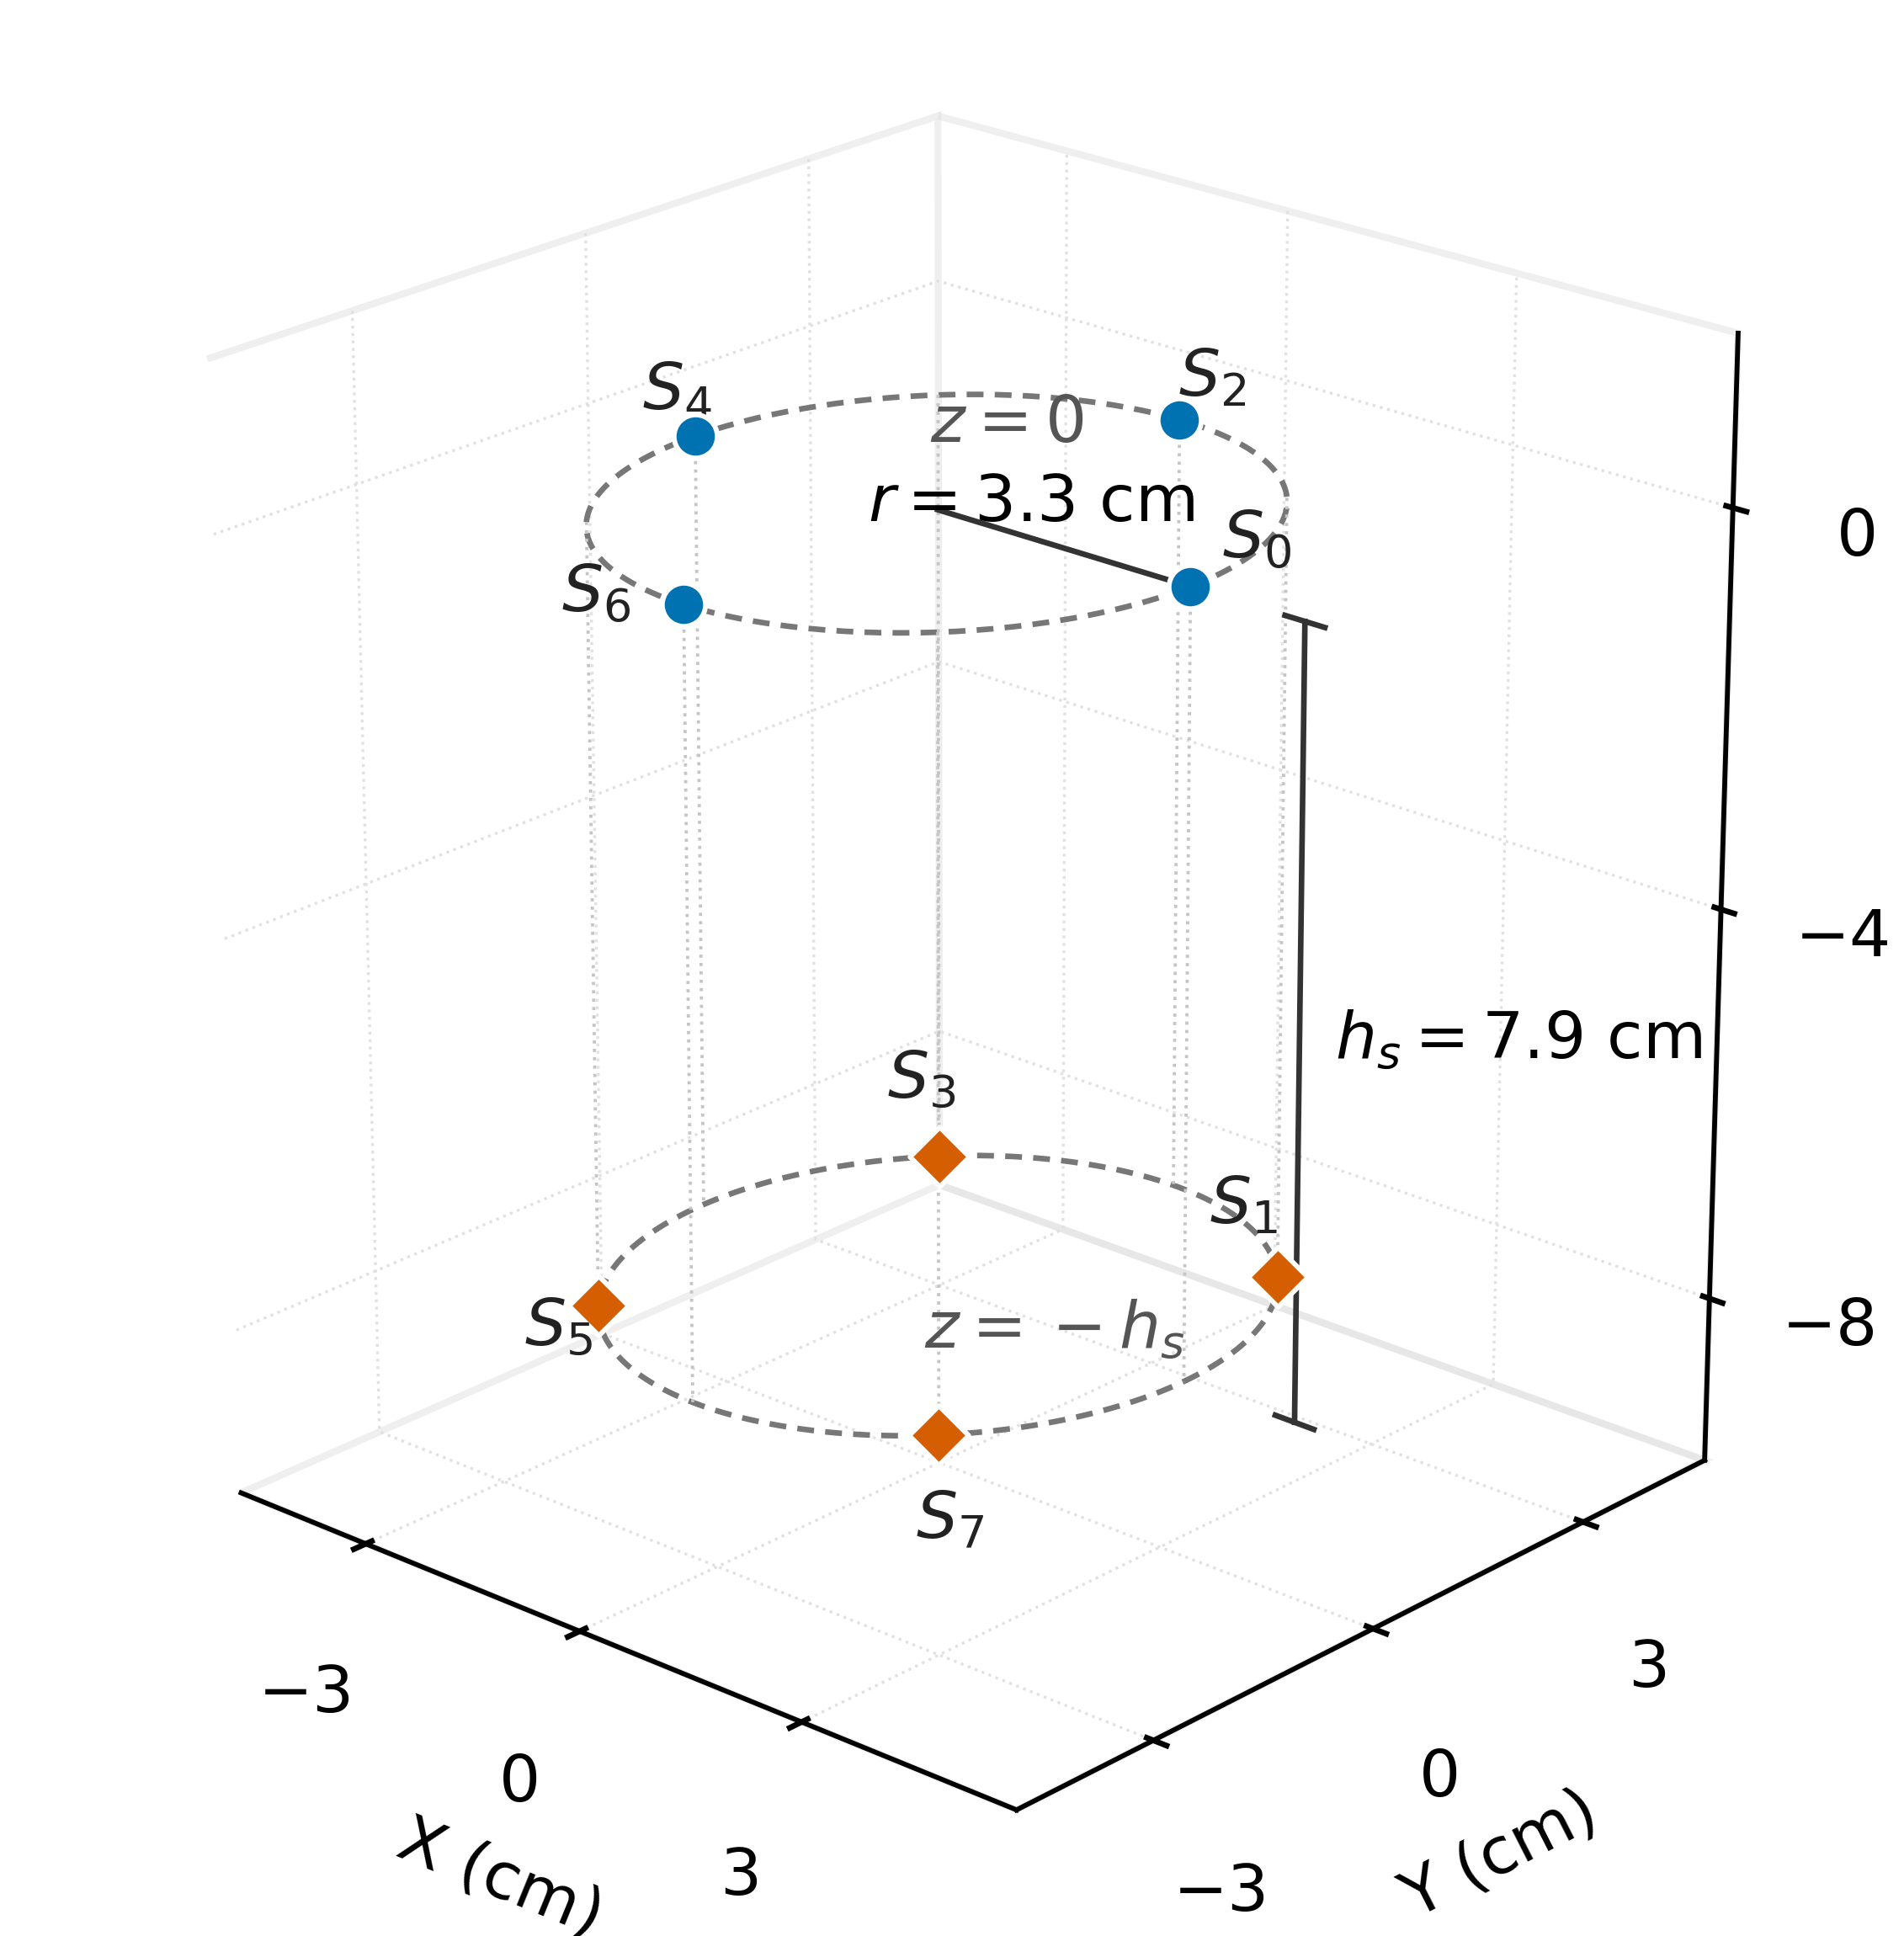 S₄
S₂
z = 0
r = 3.3 cm
S₀
0
S₆
−4
hₛ = 7.9 cm
S₃
S₁
S₅
z = −hₛ
−8
S₇
−3
3
0
0
3
−3
X (cm)
Y (cm)